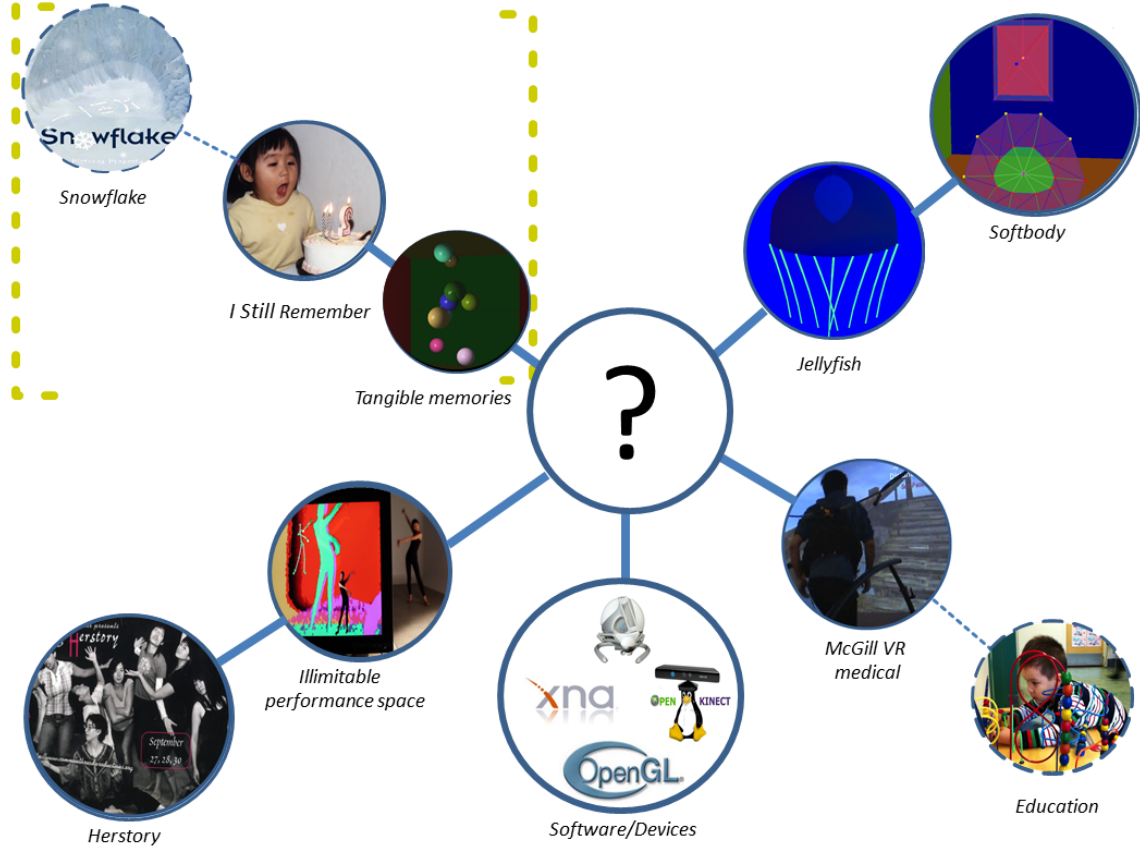 Snowflake
Snowflake
I Still Remember
Tangible memories
?
Softbody
Jellyfish
Illimitable
performance space
presents
Herstory
September
27, 28, 30
Herstory
xna
OPEN KINECT
OpenGL
Software/Devices
McGill VR
medical
Education